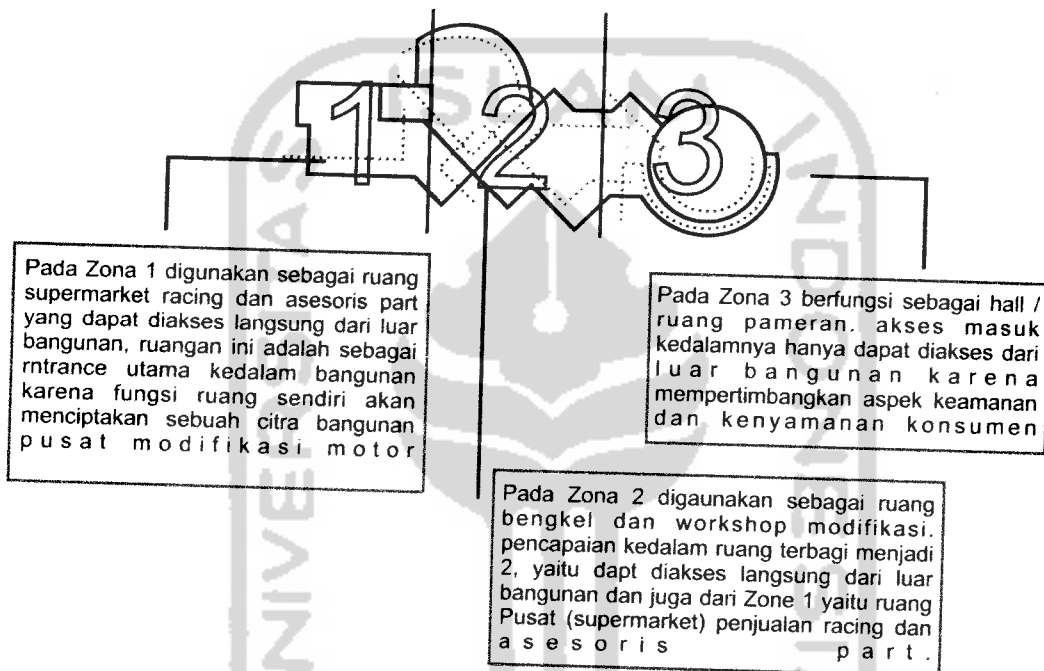 1 2 3
Pada Zona 1 digunakan sebagai ruang
supermarket racing dan asesoris part
yang dapat diakses langsung dari luar
bangunan, ruangan ini adalah sebagai
rntrance utama kedalam bangunan
karena fungsi ruang sendiri akan
menciptakan sebuah citra bangunan
pusat modifikasi motor
Pada Zona 3 berfungsi sebagai hall /
ruang pameran. akses masuk
kedalamnya hanya dapat diakses dari
luar bangunan karena
mempertimbangkan aspek keamanan
dan kenyamanan konsumen
Pada Zona 2 digaunakan sebagai ruang
bengkel dan workshop modifikasi.
pencapaian kedalam ruang terbagi menjadi
2, yaitu dapt diakses langsung dari luar
bangunan dan juga dari Zone 1 yaitu ruang
Pusat (supermarket) penjualan racing dan
asesoris part.
UNIVERSITAS
ISLAM
INDONESIA